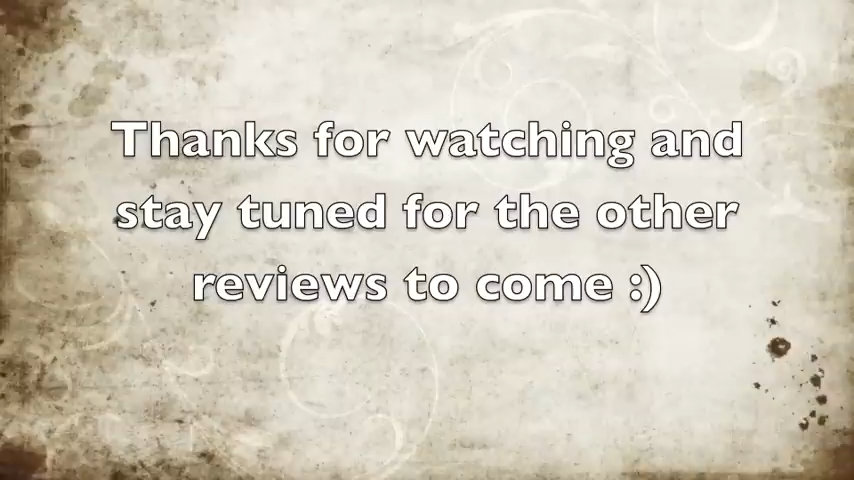 Thanks for watching and
stay tuned for the other
reviews to come :)